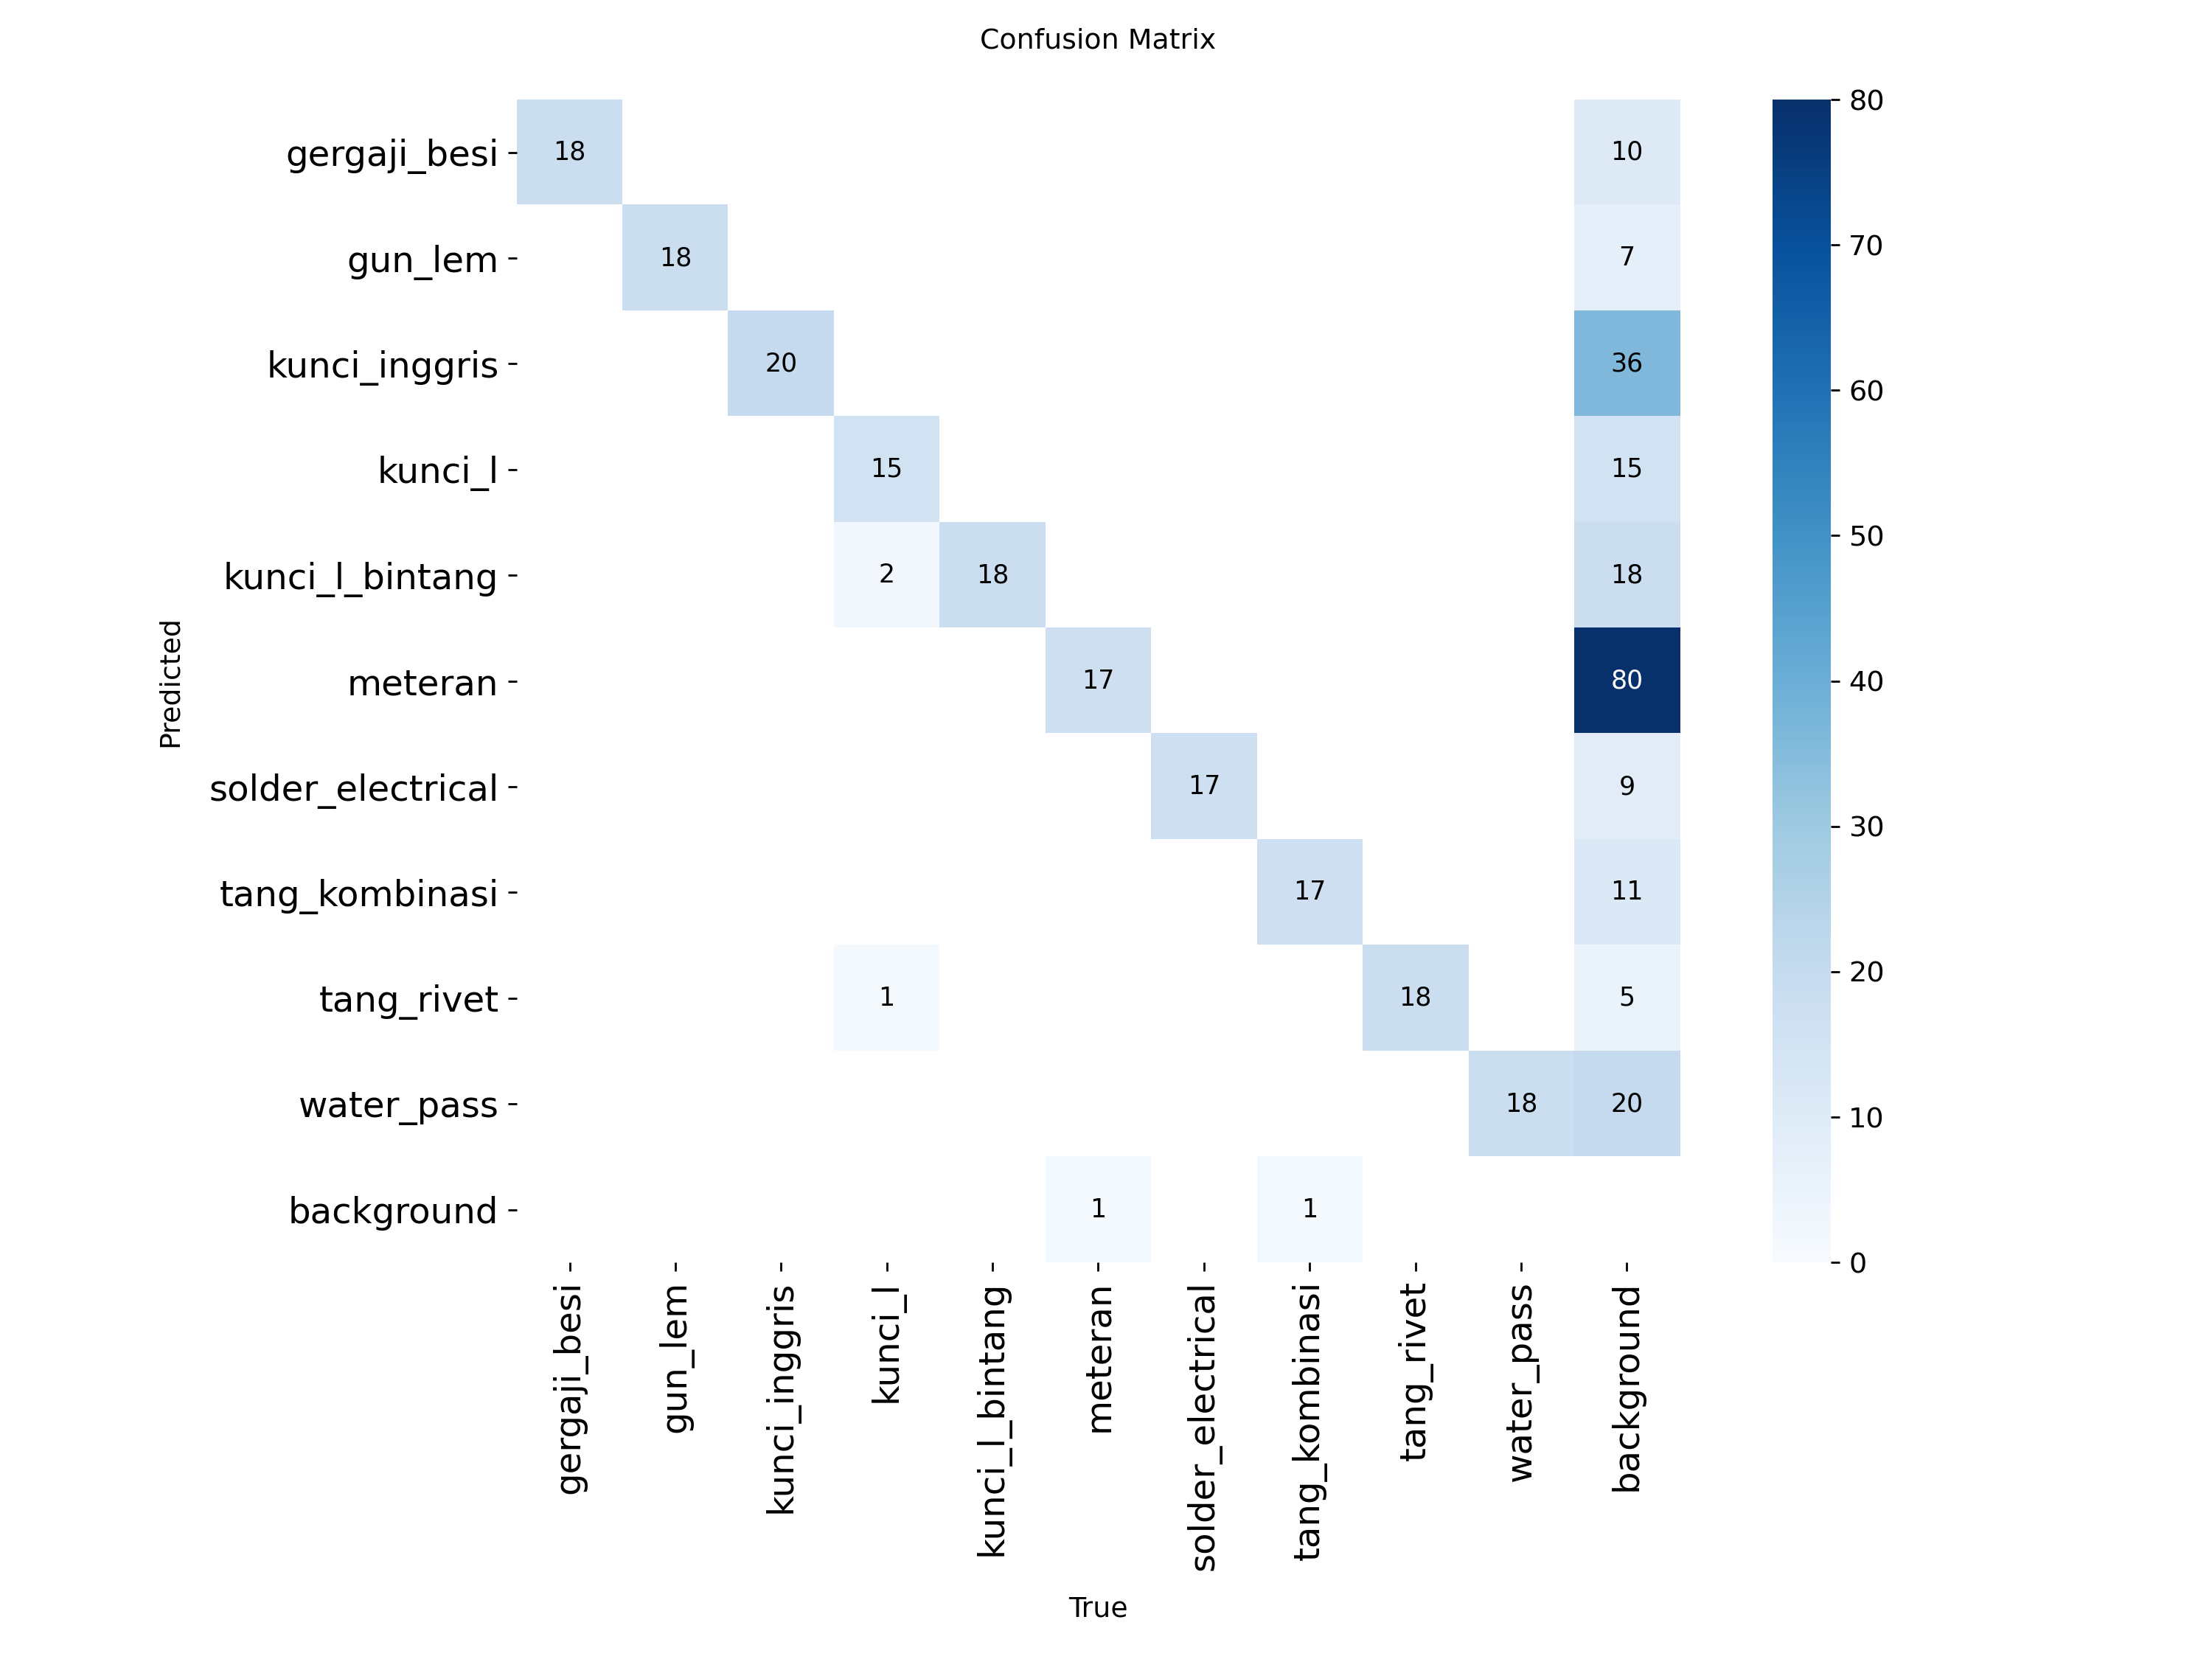 Confusion Matrix
gergaji_besi 18 10 80
gun_lem 18 7 70
kunci_inggris 20 36 60
kunci_l 15 15
kunci_l_bintang 2 18 18 50
Predicted
meteran 17 80 40
solder_electrical 17 9 30
tang_kombinasi 17 11
tang_rivet 1 18 5 20
water_pass 18 20 10
background 1 1 0
gergaji_besi gun_lem kunci_inggris kunci_l kunci_l_bintang meteran solder_electrical tang_kombinasi tang_rivet water_pass background
True